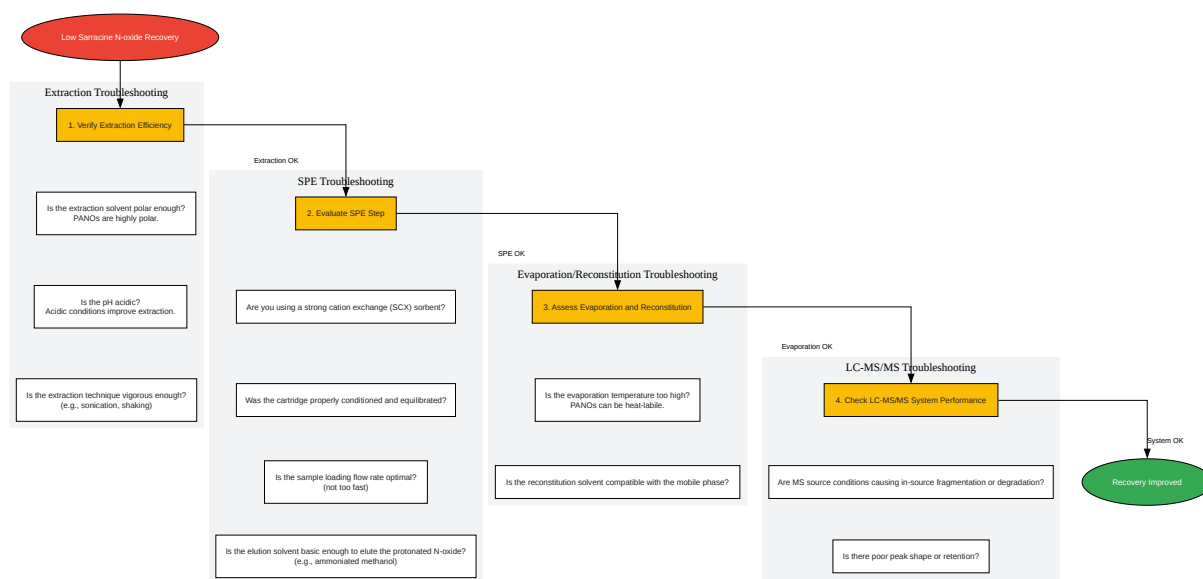 Low Sarracine N-oxide Recovery
Extraction Troubleshooting
1. Verify Extraction Efficiency
Is the extraction solvent polar enough?
PANOs are highly polar.
Is the pH acidic?
Acidic conditions improve extraction.
Is the extraction technique vigorous enough?
(e.g., sonication, shaking)
Extraction OK
SPE Troubleshooting
2. Evaluate SPE Step
Are you using a strong cation exchange (SCX) sorbent?
Was the cartridge properly conditioned and equilibrated?
Is the sample loading flow rate optimal?
(not too fast)
Is the elution solvent basic enough to elute the protonated N-oxide?
(e.g., ammoniated methanol)
SPE OK
Evaporation/Reconstitution Troubleshooting
3. Assess Evaporation and Reconstitution
Is the evaporation temperature too high?
PANOs can be heat-labile.
Is the reconstitution solvent compatible with the mobile phase?
Evaporation OK
LC-MS/MS Troubleshooting
4. Check LC-MS/MS System Performance
Are MS source conditions causing in-source fragmentation or degradation?
Is there poor peak shape or retention?
System OK
Recovery Improved